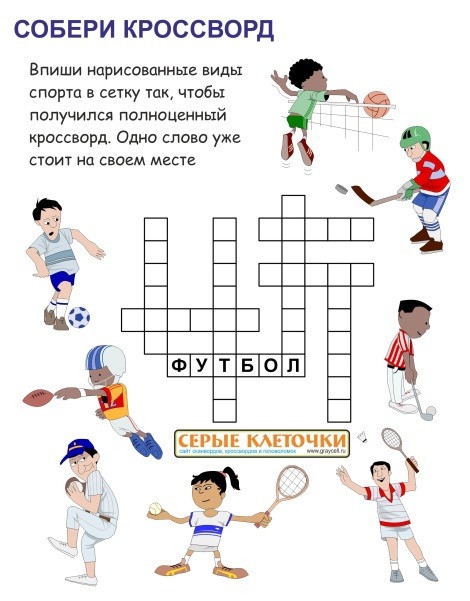 СОБЕРИ КРОССВОРД
Впиши нарисованные виды
спорта в сетку так, чтобы
получился полноценный
кроссворд. Одно слово уже
стоит на своем месте
ФУТБОЛ
СЕРЫЕ КЛЕТОЧКИ
сайт сканвордов, кроссвордов и головоломок www.graycell.ru